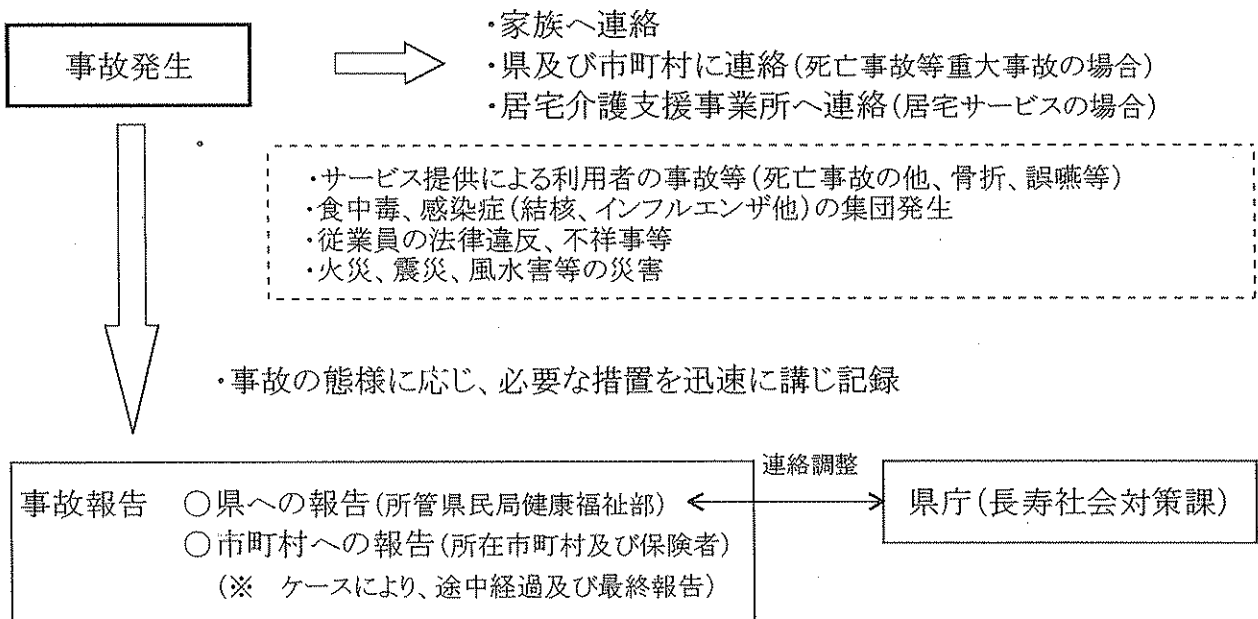 ・家族へ連絡
事故発生
・県及び市町村に連絡(死亡事故等重大事故の場合)
・居宅介護支援事業所へ連絡(居宅サービスの場合)
・サービス提供による利用者の事故等(死亡事故の他、骨折、誤嚥等)
・食中毒、感染症(結核、インフルエンザ他)の集団発生
・従業員の法律違反、不祥事等
・火災、震災、風水害等の災害
・事故の態様に応じ、必要な措置を迅速に講じ記録
連絡調整
事故報告 ○県への報告(所管県民局健康福祉部)
県庁(長寿社会対策課)
○市町村への報告(所在市町村及び保険者)
(※ ケースにより、途中経過及び最終報告)